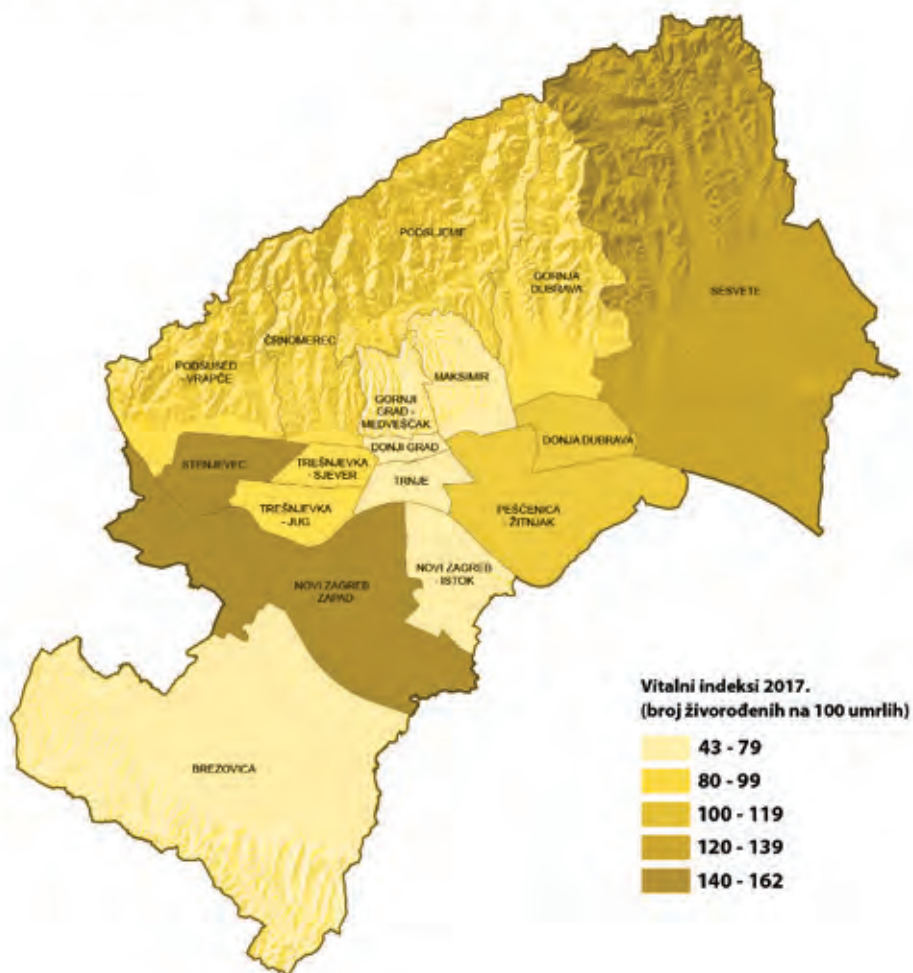 PODSLJEME
GORNJA
DUBRAVA
SESVETE
ČRNOMEREC
PODSUSED
-VRAPČE
MAKSIMIR
GORNJI
GRAD -
MEDVEŠČAK
DONJI GRAD
DONJA DUBRAVA
STENJEVEC
TREŠNJEVKA
- SJEVER
TRNJE
TREŠNJEVKA
- JUG
PEŠČENICA
- ŽITNJAK
NOVI ZAGREB
- ISTOK
NOVI ZAGREB
- ZAPAD
BREZOVICA
Vitalni indeksi 2017.
(broj živorođenih na 100 umrlih)
43 - 79
80 - 99
100 - 119
120 - 139
140 - 162